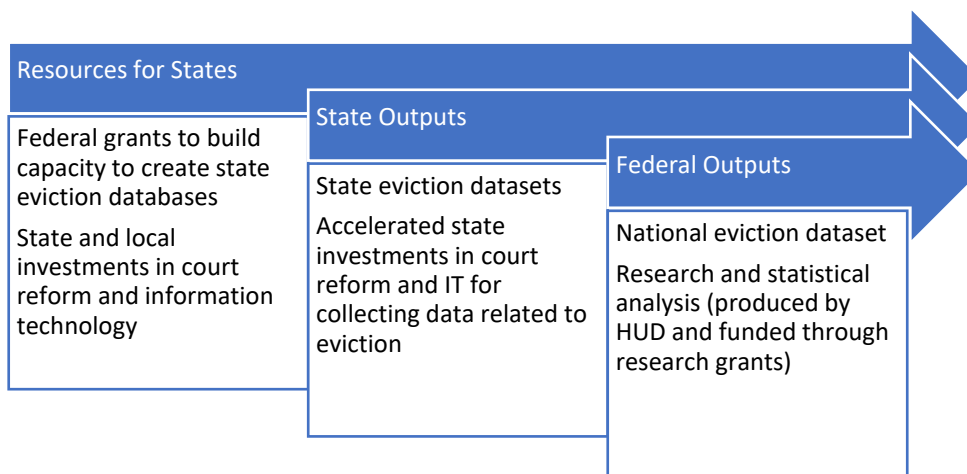 Resources for States
Federal grants to build
capacity to create state
eviction databases
State and local
investments in court
reform and information
technology
State Outputs
State eviction datasets
Accelerated state
investments in court
reform and IT for
collecting data related to
eviction
Federal Outputs
National eviction dataset
Research and statistical
analysis (produced by
HUD and funded through
research grants)